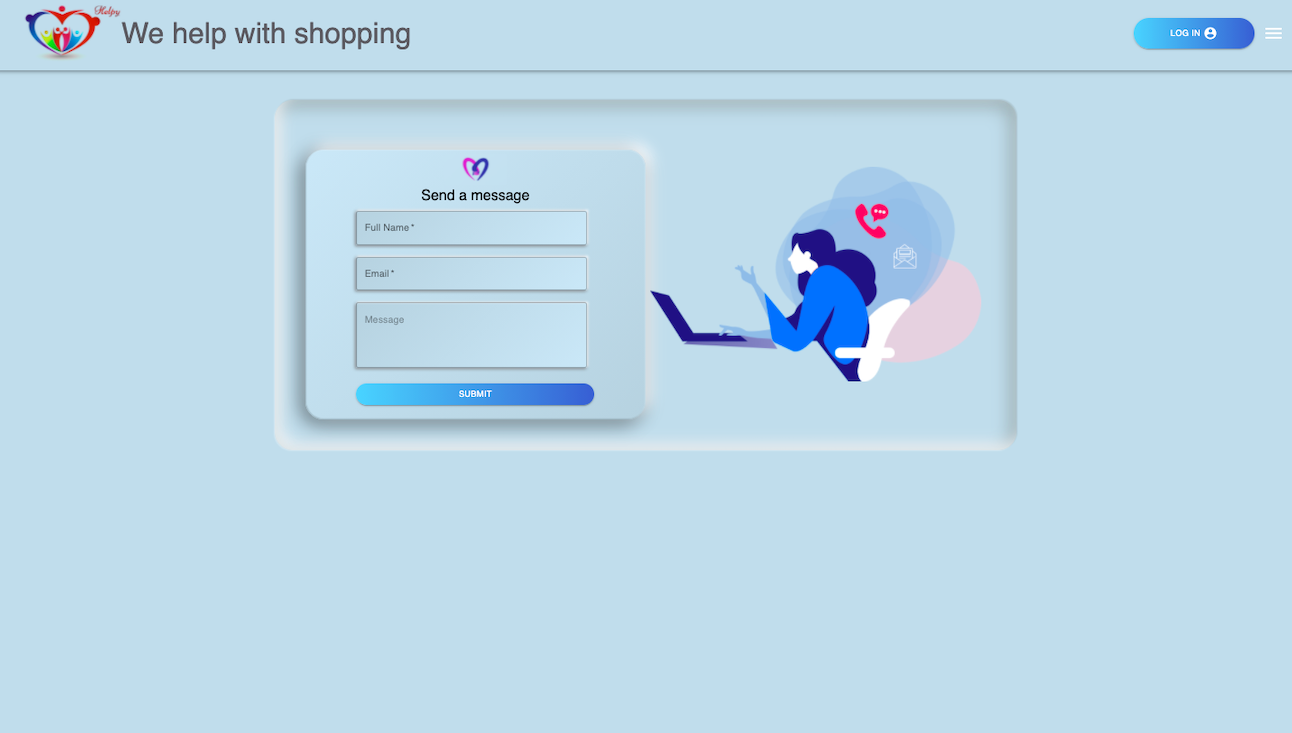 Helpy
We help with shopping
LOG IN
Send a message
Full Name *
Email *
Message
SUBMIT